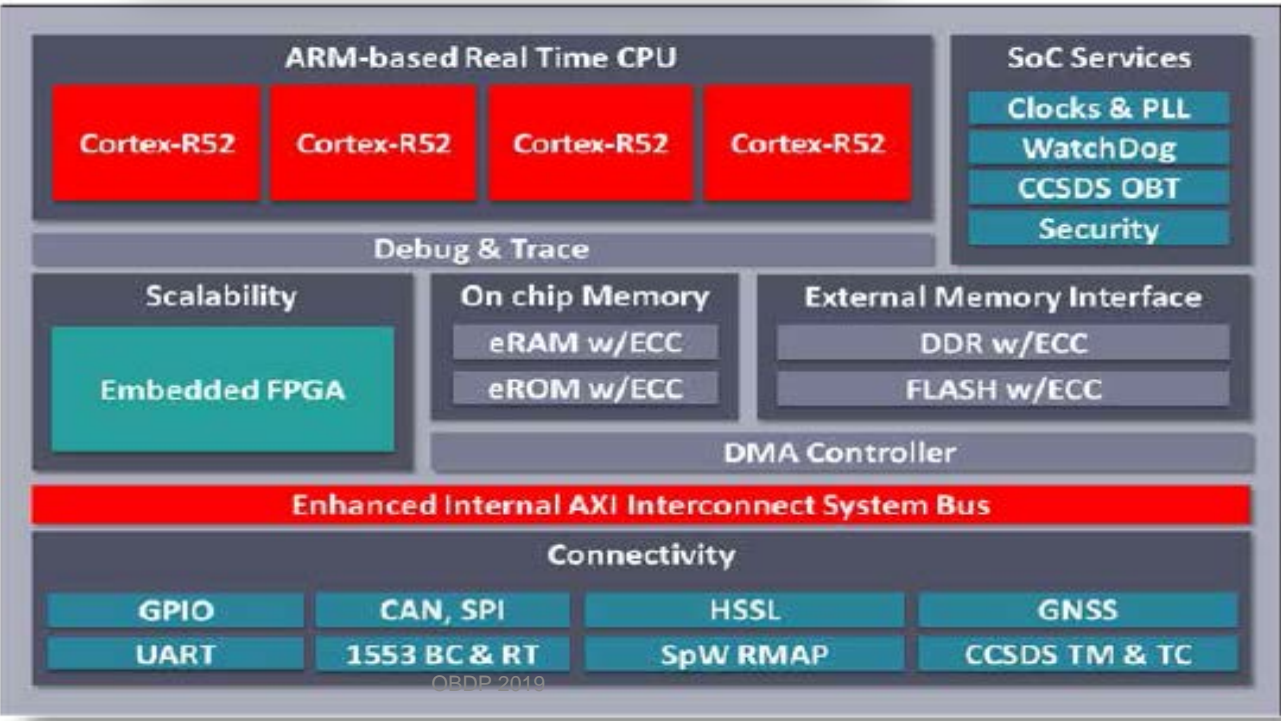 ARM-based Real Time CPU
Cortex-R52 Cortex-R52 Cortex-R52 Cortex-R52
SoC Services
Clocks & PLL
WatchDog
CCSDS OBT
Security
Debug & Trace
Scalability
Embedded FPGA
On chip Memory
eRAM w/ECC
eROM w/ECC
External Memory Interface
DDR w/ECC
FLASH w/ECC
DMA Controller
Enhanced Internal AXI Interconnect System Bus
Connectivity
GPIO CAN, SPI HSSL GNSS
UART 1553 BC & RT SpW RMAP CCSDS TM & TC
OBDP 2019